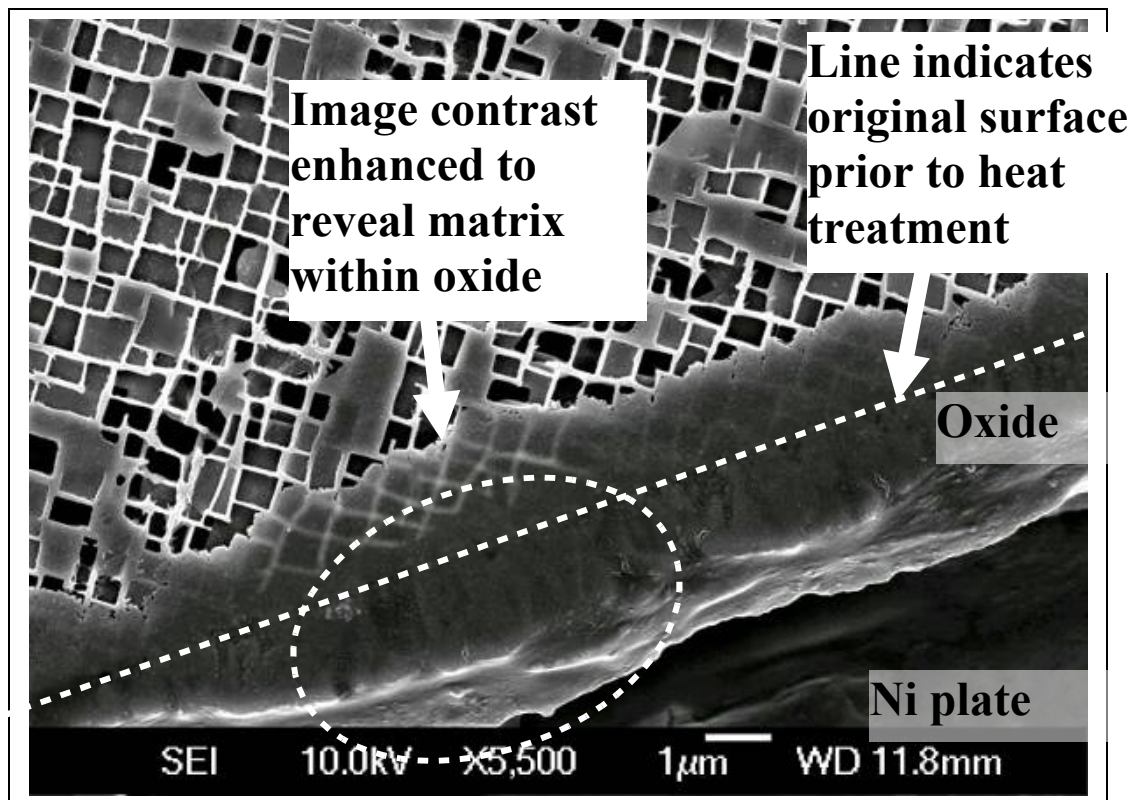 Image contrast
enhanced to
reveal matrix
within oxide
Line indicates
original surface
prior to heat
treatment
Oxide
Ni plate
SEI 10.0kV X5,500 1μm WD 11.8mm